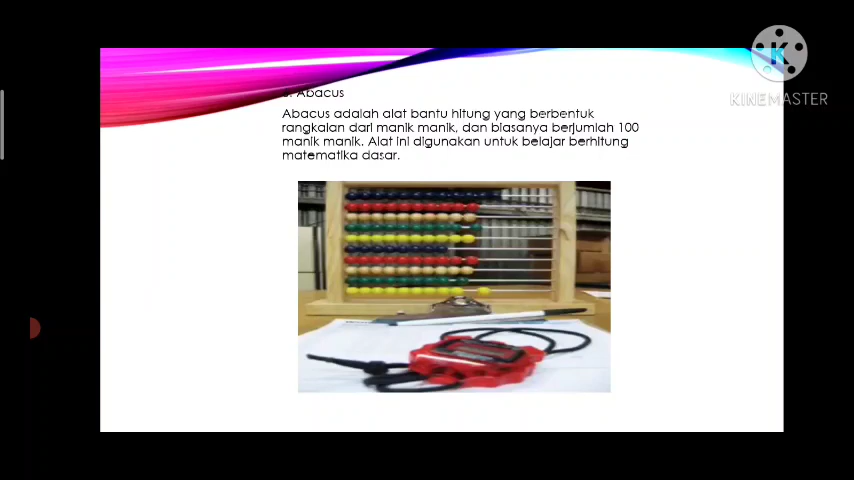 Abacus
Abacus adalah alat bantu hitung yang berbentuk
rangkaian dari manik manik, dan biasanya berjumlah 100
manik manik. Alat ini digunakan untuk belajar berhitung
matematika dasar.
K
KINEMASTER